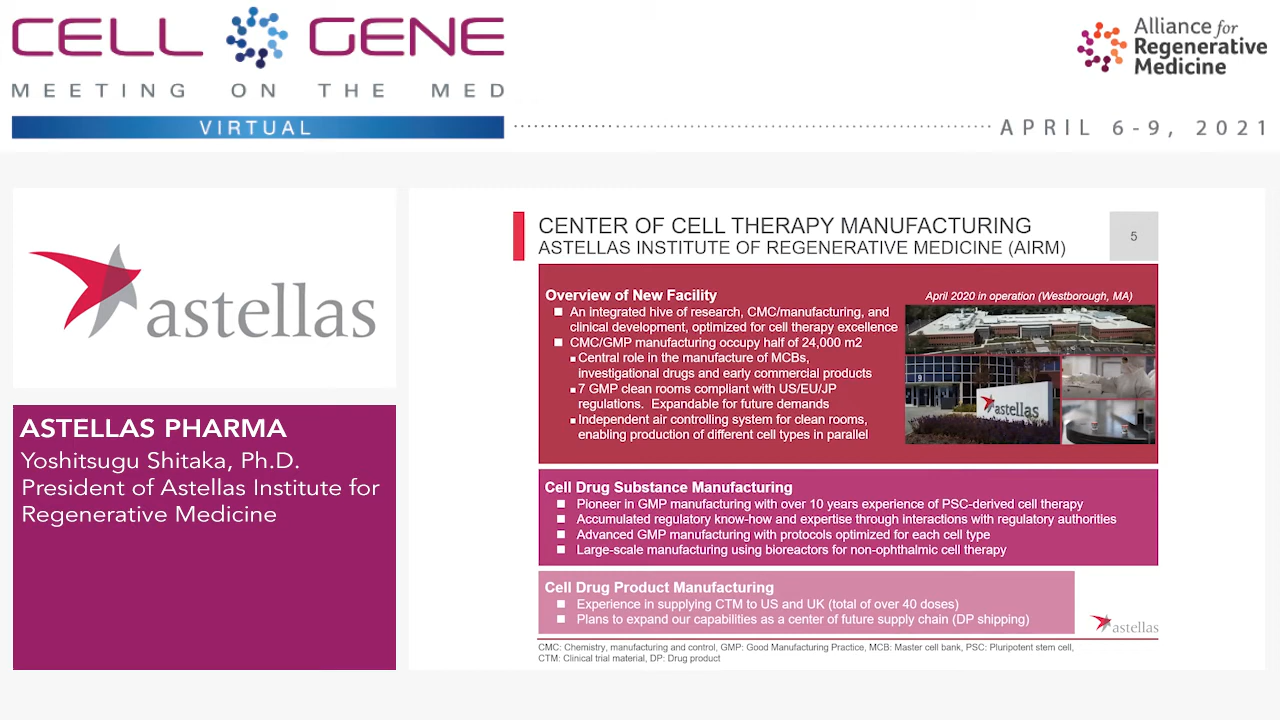 CELL GENE
MEETING ON THE MED
VIRTUAL
Alliance for
Regenerative
Medicine
APRIL 6-9, 2021
astellas
ASTELLAS PHARMA
Yoshitsugu Shitaka, Ph.D.
President of Astellas Institute for
Regenerative Medicine
CENTER OF CELL THERAPY MANUFACTURING
ASTELLAS INSTITUTE OF REGENERATIVE MEDICINE (AIRM)
5
Overview of New Facility
An integrated hive of research, CMC/manufacturing, and
clinical development, optimized for cell therapy excellence
CMC/GMP manufacturing occupy half of 24,000 m2
Central role in the manufacture of MCBs,
investigational drugs and early commercial products
7 GMP clean rooms compliant with US/EU/JP
regulations. Expandable for future demands
Independent air controlling system for clean rooms,
enabling production of different cell types in parallel
April 2020 in operation (Westborough, MA)
9
astellas
Cell Drug Substance Manufacturing
Pioneer in GMP manufacturing with over 10 years experience of PSC-derived cell therapy
Accumulated regulatory know-how and expertise through interactions with regulatory authorities
Advanced GMP manufacturing with protocols optimized for each cell type
Large-scale manufacturing using bioreactors for non-ophthalmic cell therapy
Cell Drug Product Manufacturing
Experience in supplying CTM to US and UK (total of over 40 doses)
Plans to expand our capabilities as a center of future supply chain (DP shipping)
astellas
CMC: Chemistry, manufacturing and control, GMP: Good Manufacturing Practice, MCB: Master cell bank, PSC: Pluripotent stem cell,
CTM: Clinical trial material, DP: Drug product